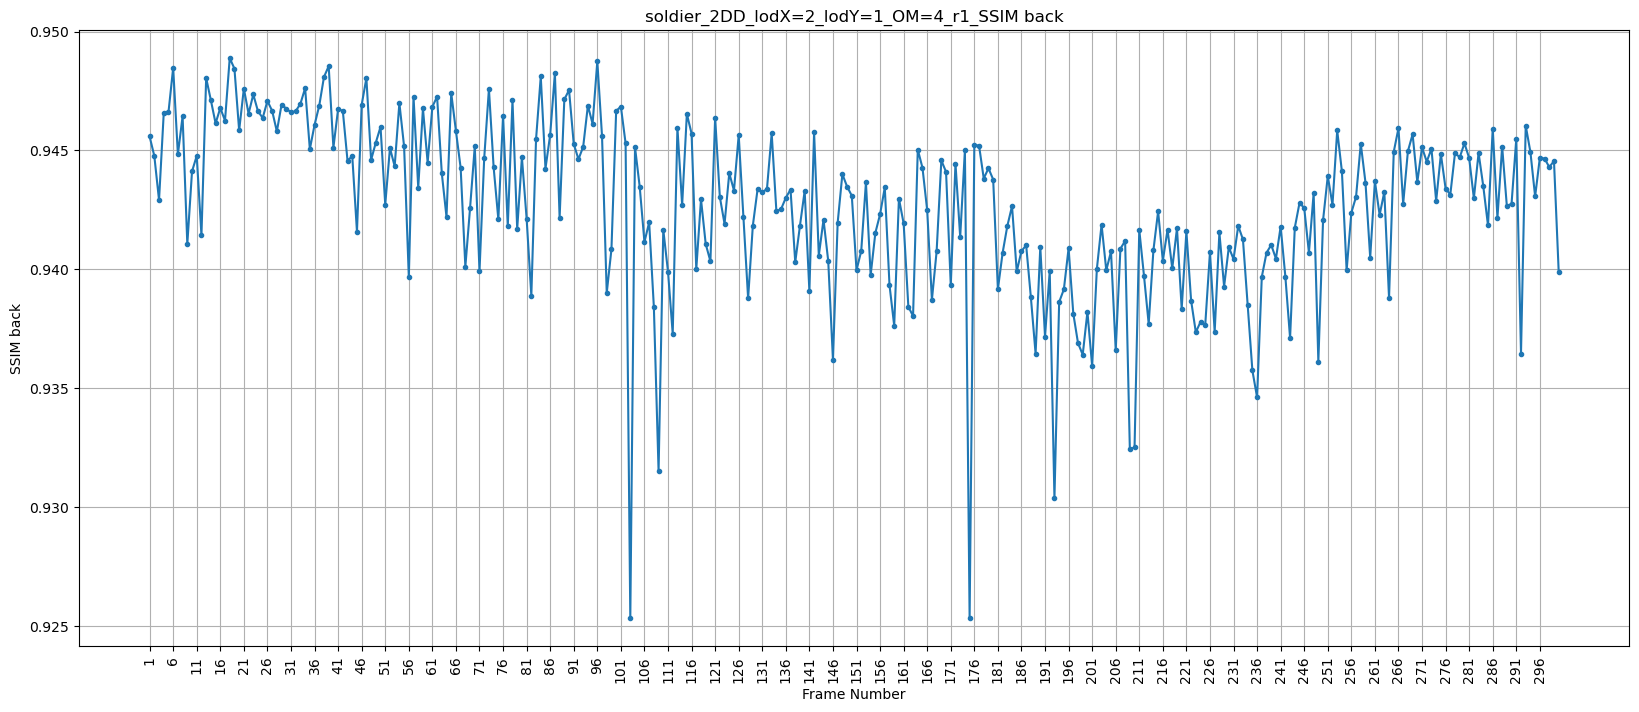 soldier_2DD_lodX=2_lodY=1_OM=4_r1_SSIM back
0.950
0.945
0.940
0.935
0.930
0.925
SSIM back
1 6 11 16 21 26 31 36 41 46 51 56 61 66 71 76 81 86 91 96 101 106 111 116 121 126 131 136 141 146 151 156 161 166 171 176 181 186 191 196 201 206 211 216 221 226 231 236 241 246 251 256 261 266 271 276 281 286 291 296
Frame Number